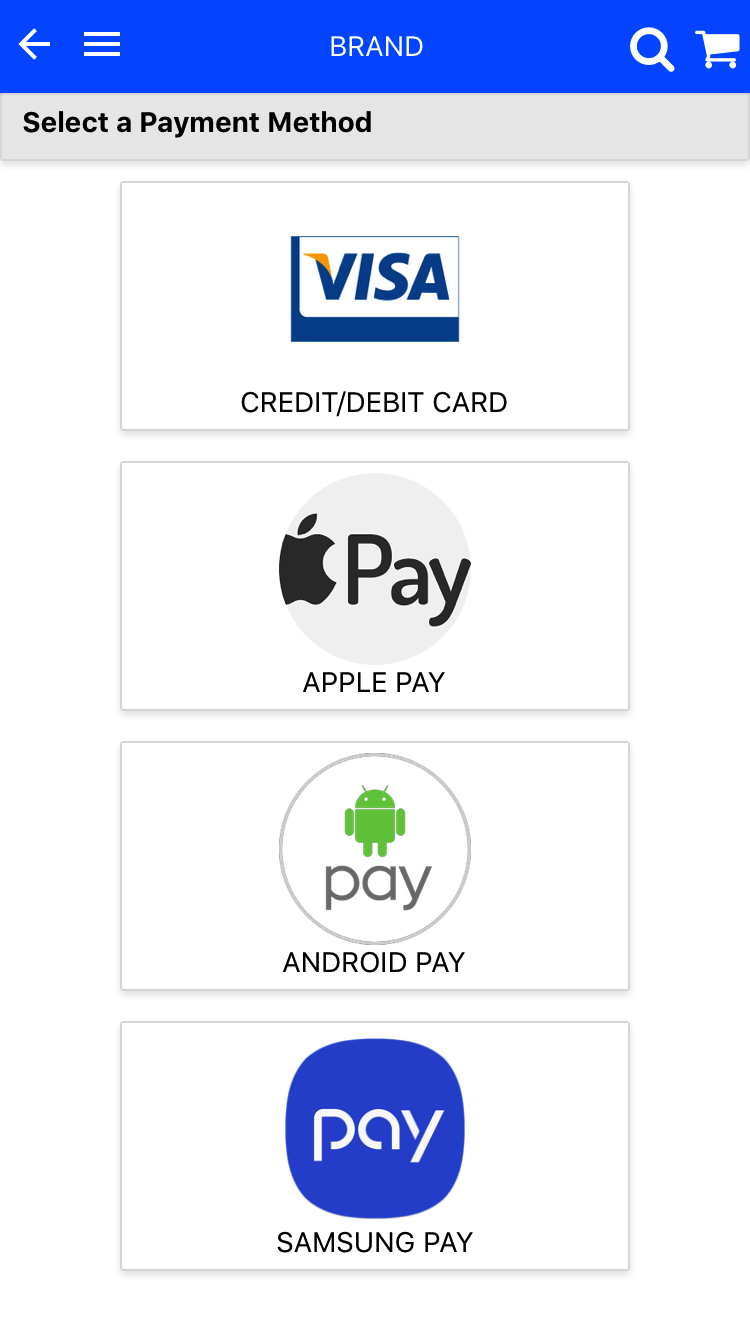 BRAND
Select a Payment Method
VISA
CREDIT/DEBIT CARD
Pay
APPLE PAY
pay
ANDROID PAY
pay
SAMSUNG PAY